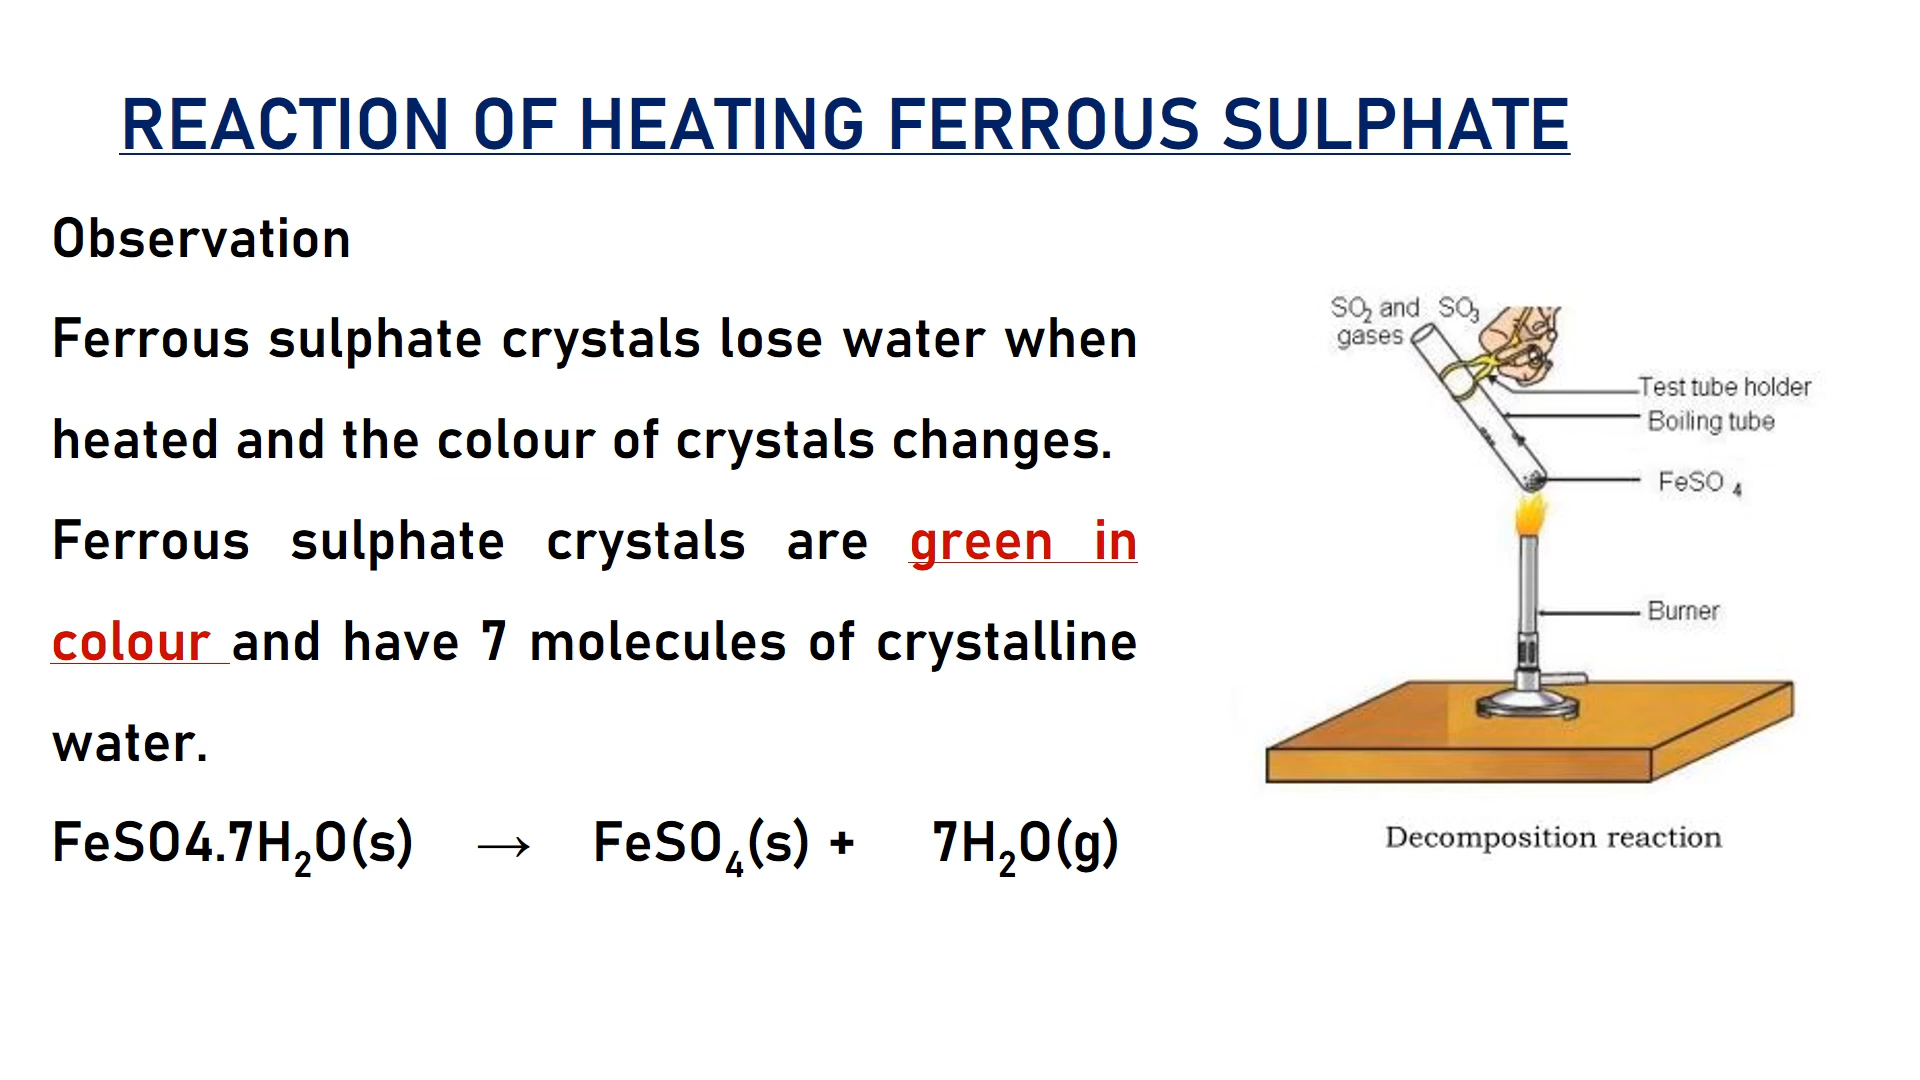 REACTION OF HEATING FERROUS SULPHATE
Observation
Ferrous sulphate crystals lose water when
heated and the colour of crystals changes.
Ferrous sulphate crystals are green in
colour and have 7 molecules of crystalline
water.
FeSO4.7H₂O(s) → FeSO₄(s) + 7H₂O(g)
SO₂ and SO₃
gases
Test tube holder
Boiling tube
FeSO ₄
Burner
Decomposition reaction